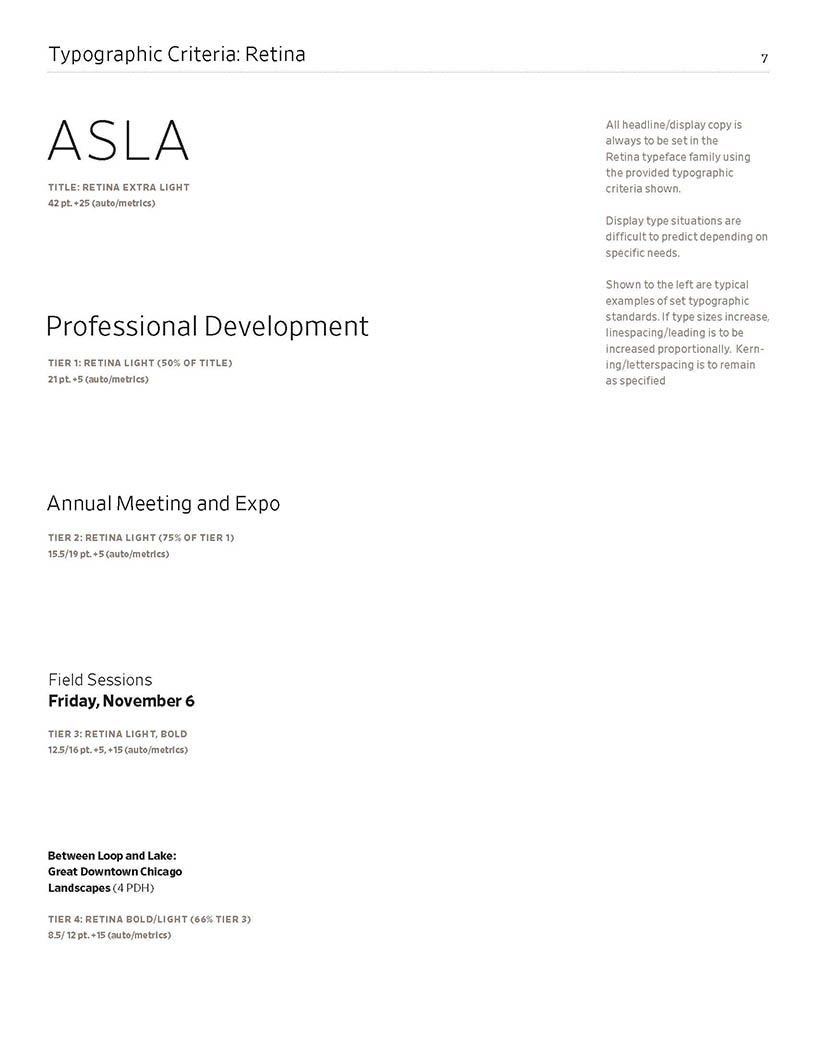 Typographic Criteria: Retina
7
ASLA
TITLE: RETINA EXTRA LIGHT
42 pt. +25 (auto/metrics)
Professional Development
TIER 1: RETINA LIGHT (50% OF TITLE)
21 pt. +5 (auto/metrics)
Annual Meeting and Expo
TIER 2: RETINA LIGHT (75% OF TIER 1)
15.5/19 pt. +5 (auto/metrics)
Field Sessions
Friday, November 6
TIER 3: RETINA LIGHT, BOLD
12.5/16 pt. +5, +15 (auto/metrics)
Between Loop and Lake:
Great Downtown Chicago
Landscapes (4 PDH)
TIER 4: RETINA BOLD/LIGHT (66% TIER 3)
8.5/ 12 pt. +15 (auto/metrics)
All headline/display copy is
always to be set in the
Retina typeface family using
the provided typographic
criteria shown.
Display type situations are
difficult to predict depending on
specific needs.
Shown to the left are typical
examples of set typographic
standards. If type sizes increase,
linespacing/leading is to be
increased proportionally. Kern-
ing/letterspacing is to remain
as specified